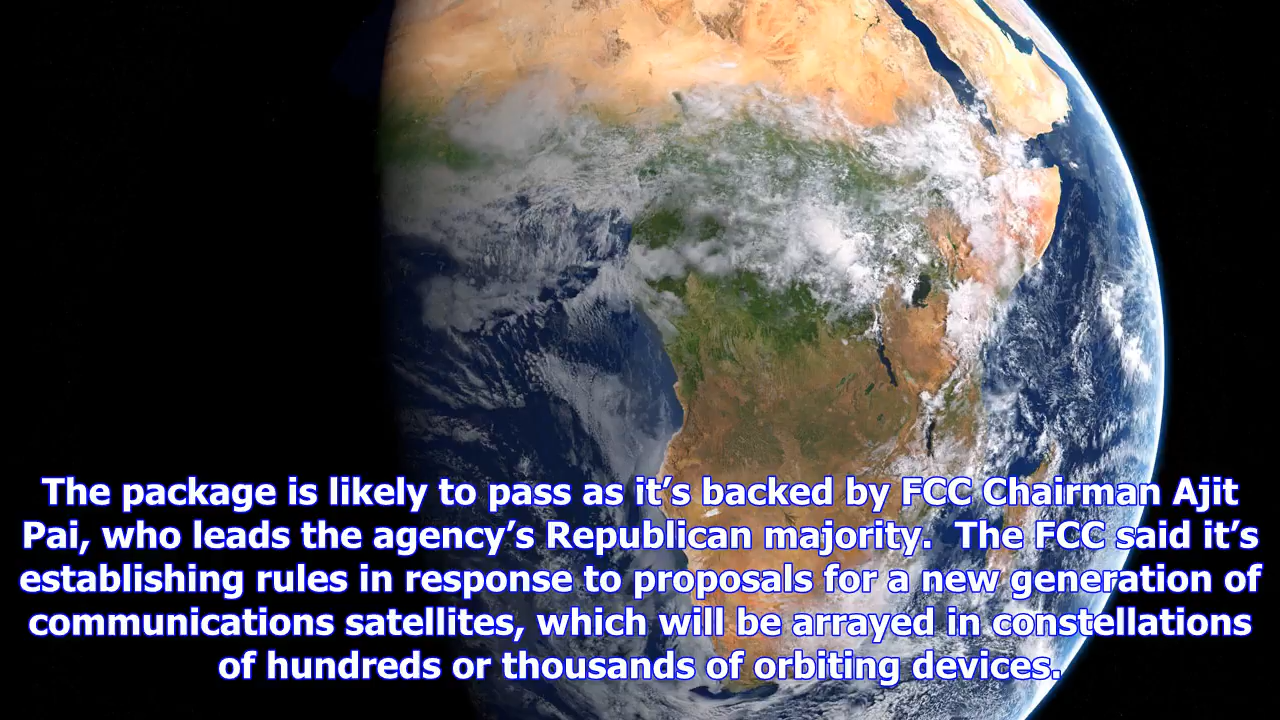 The package is likely to pass as it’s backed by FCC Chairman Ajit
Pai, who leads the agency’s Republican majority.  The FCC said it’s
establishing rules in response to proposals for a new generation of
communications satellites, which will be arrayed in constellations
of hundreds or thousands of orbiting devices.